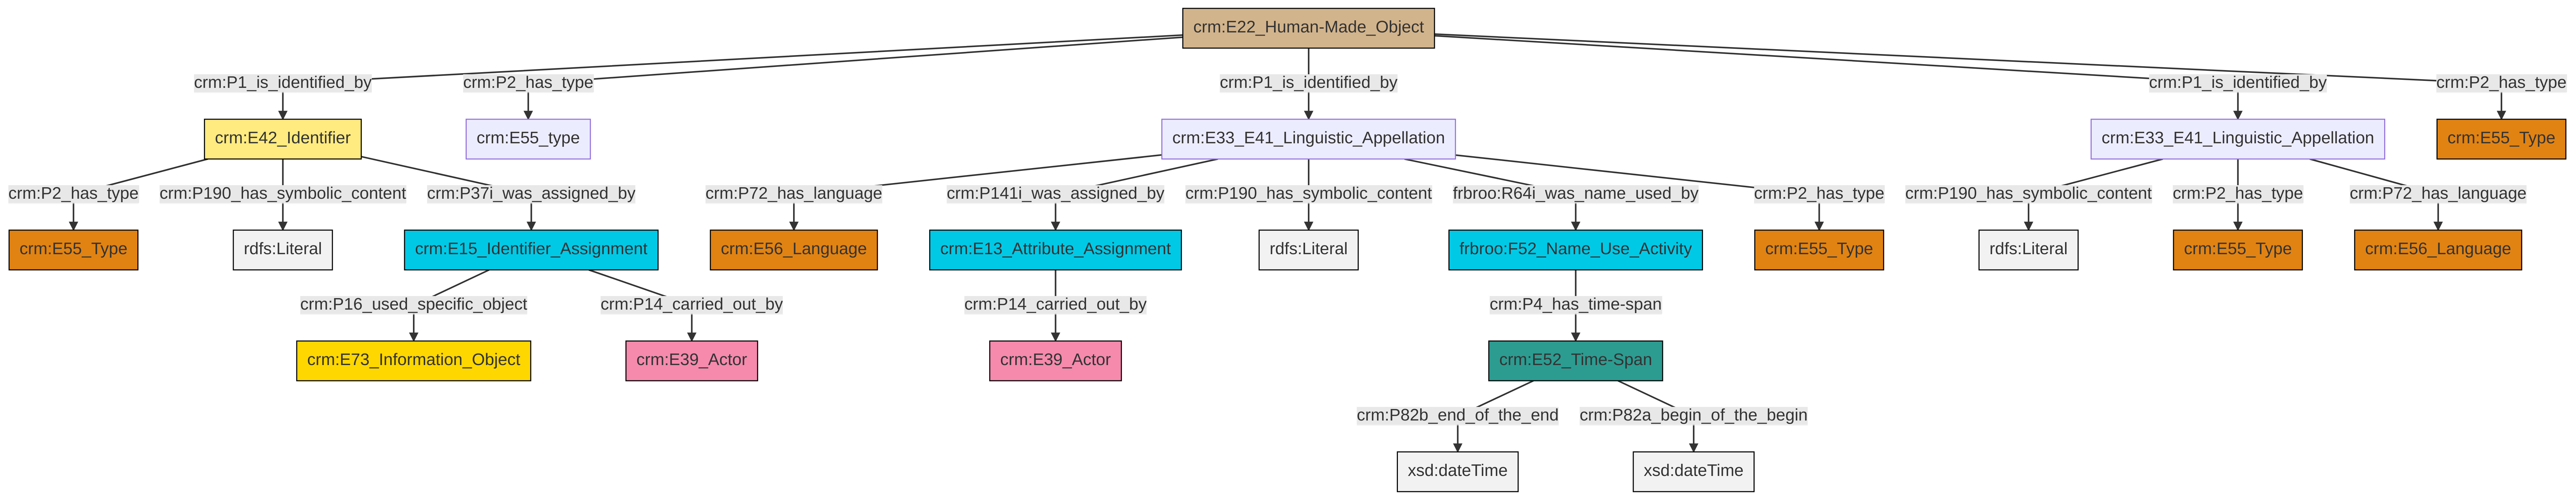 crm:E22_Human-Made_Object
crm:P1_is_identified_by
crm:P2_has_type
crm:P1_is_identified_by
crm:P1_is_identified_by
crm:P2_has_type
crm:E42_Identifier
crm:E55_type
crm:E33_E41_Linguistic_Appellation
crm:E33_E41_Linguistic_Appellation
crm:E55_Type
crm:P2_has_type
crm:P190_has_symbolic_content
crm:P37i_was_assigned_by
crm:P72_has_language
crm:P141i_was_assigned_by
crm:P190_has_symbolic_content
frbroo:R64i_was_name_used_by
crm:P2_has_type
crm:P190_has_symbolic_content
crm:P2_has_type
crm:P72_has_language
crm:E55_Type
rdfs:Literal
crm:E15_Identifier_Assignment
crm:E56_Language
crm:E13_Attribute_Assignment
rdfs:Literal
frbroo:F52_Name_Use_Activity
crm:E55_Type
rdfs:Literal
crm:E55_Type
crm:E56_Language
crm:P16_used_specific_object
crm:P14_carried_out_by
crm:P14_carried_out_by
crm:P4_has_time-span
crm:E73_Information_Object
crm:E39_Actor
crm:E39_Actor
crm:E52_Time-Span
crm:P82b_end_of_the_end
crm:P82a_begin_of_the_begin
xsd:dateTime
xsd:dateTime